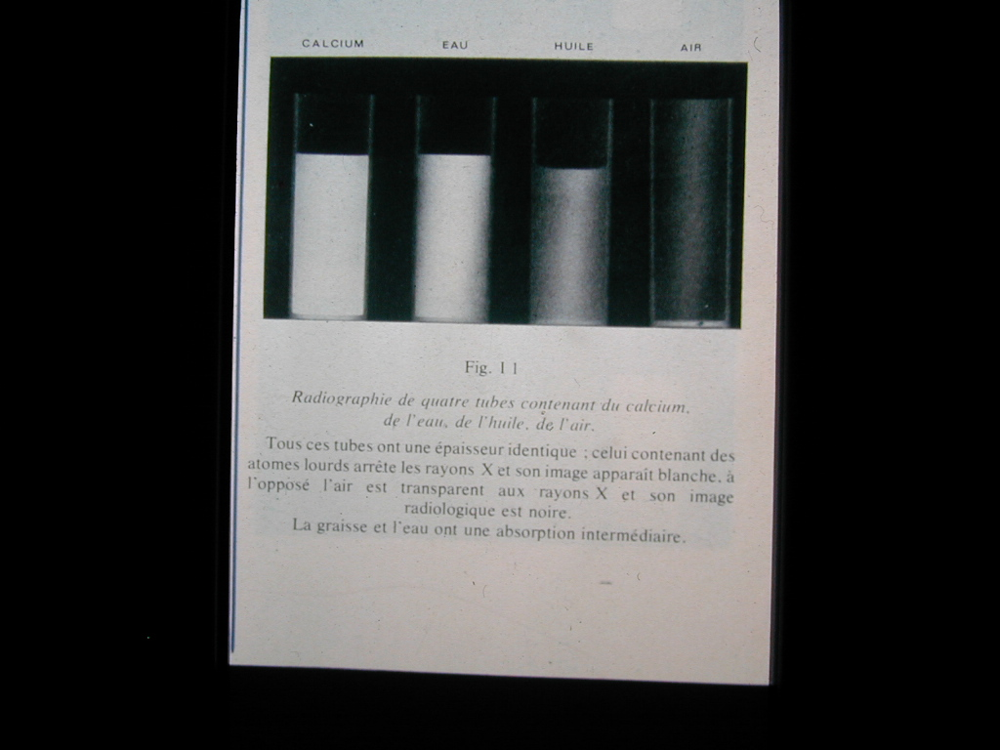 CALCIUM EAU HUILE AIR
Fig. 11
Radiographie de quatre tubes contenant du calcium,
de l'eau, de l'huile, de l'air.
Tous ces tubes ont une épaisseur identique ; celui contenant des
atomes lourds arrête les rayons X et son image apparaît blanche, à
l'opposé l'air est transparent aux rayons X et son image
radiologique est noire.
La graisse et l'eau ont une absorption intermédiaire.